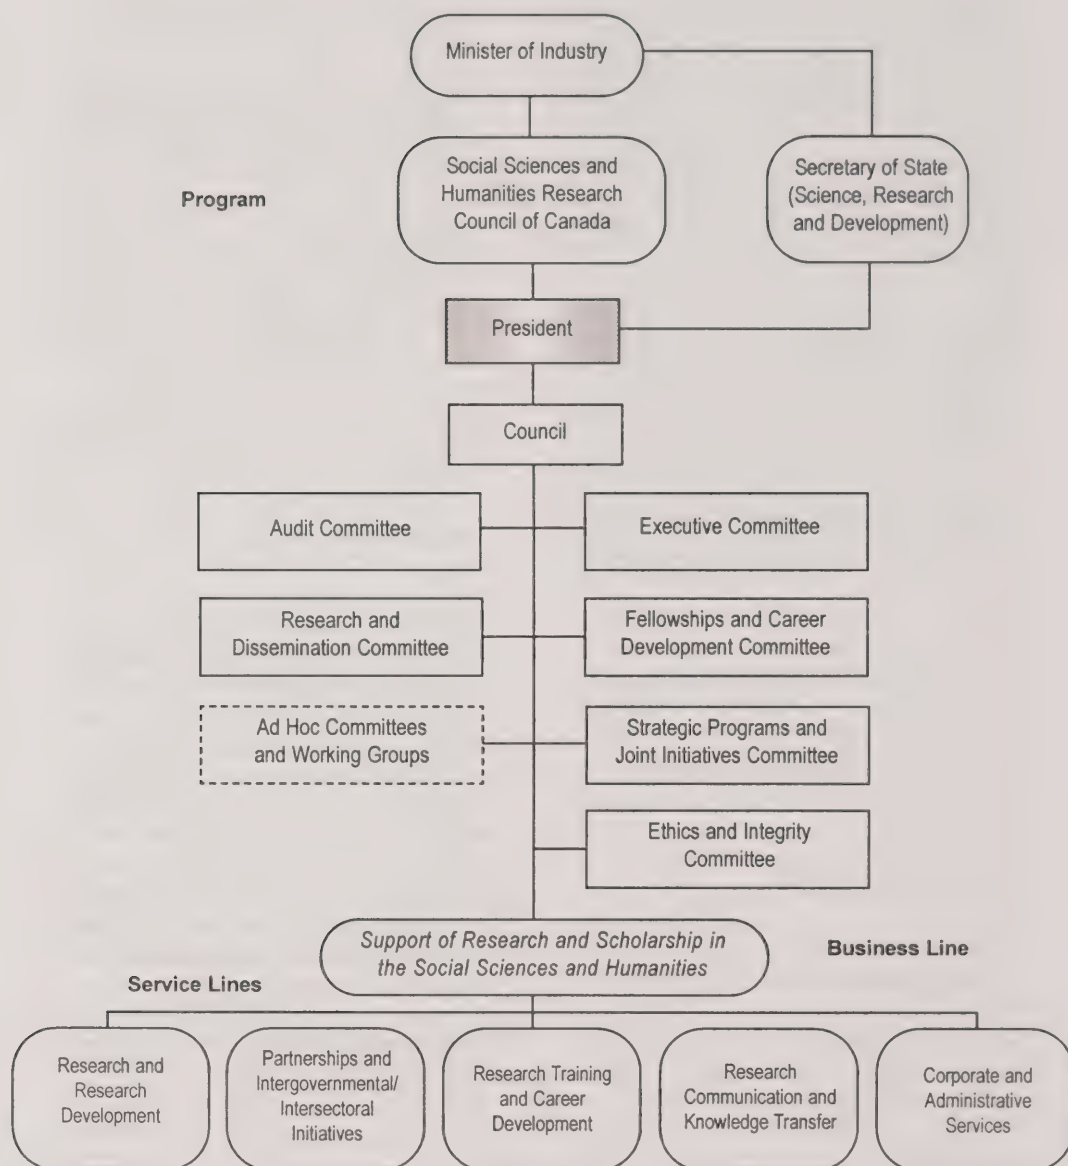 Minister of Industry
Program
Social Sciences and
Humanities Research
Council of Canada
Secretary of State
(Science, Research
and Development)
President
Council
Audit Committee
Executive Committee
Research and
Dissemination Committee
Fellowships and Career
Development Committee
Ad Hoc Committees
and Working Groups
Strategic Programs and
Joint Initiatives Committee
Ethics and Integrity
Committee
Support of Research and Scholarship in
the Social Sciences and Humanities
Business Line
Service Lines
Research and
Research
Development
Partnerships and
Intergovernmental/
Intersectoral
Initiatives
Research Training
and Career
Development
Research
Communication and
Knowledge Transfer
Corporate and
Administrative
Services